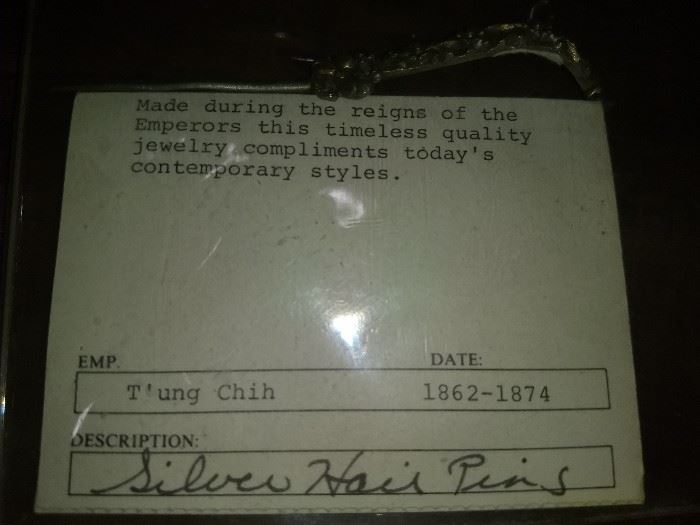 Made during the reigns of the
Emperors this timeless quality
jewelry compliments today's
contemporary styles.
EMP. DATE:
T'ung Chih 1862-1874
DESCRIPTION:
Silver Hair Pins